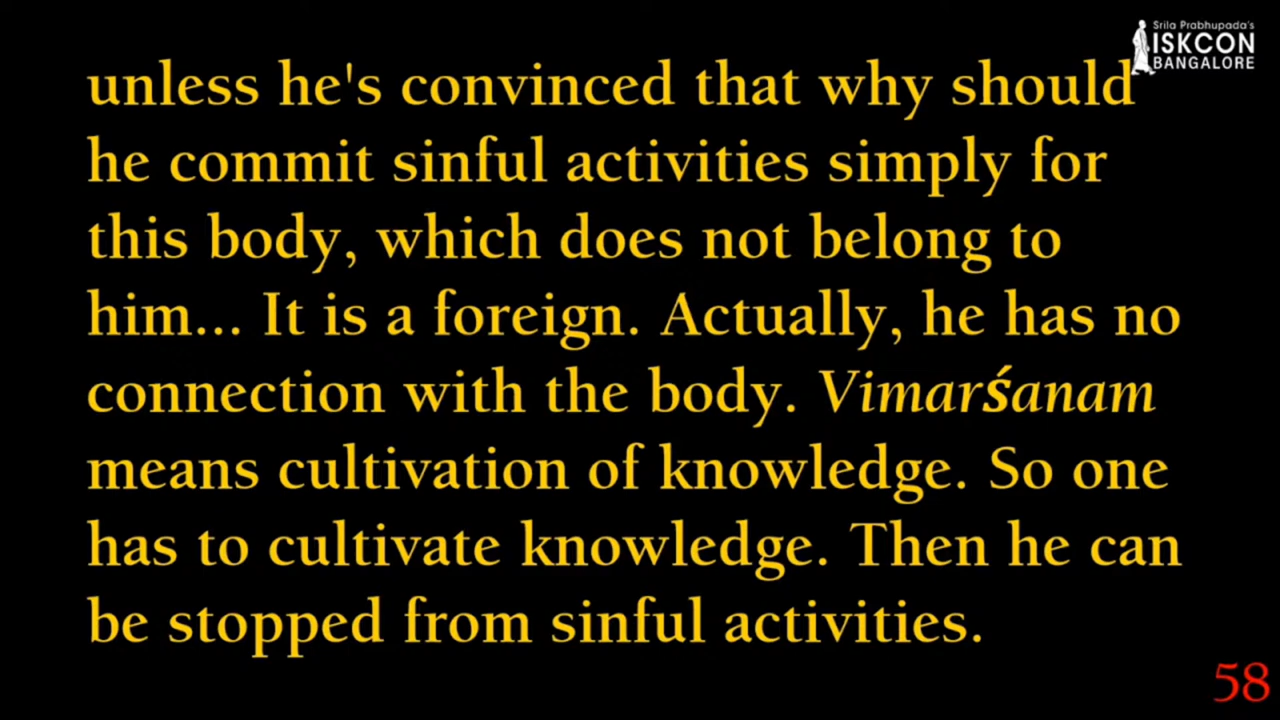 Srila Prabhupada's
ISKCON
BANGALORE
unless he's convinced that why should
he commit sinful activities simply for
this body, which does not belong to
him... It is a foreign. Actually, he has no
connection with the body. Vimarśanam
means cultivation of knowledge. So one
has to cultivate knowledge. Then he can
be stopped from sinful activities.
58